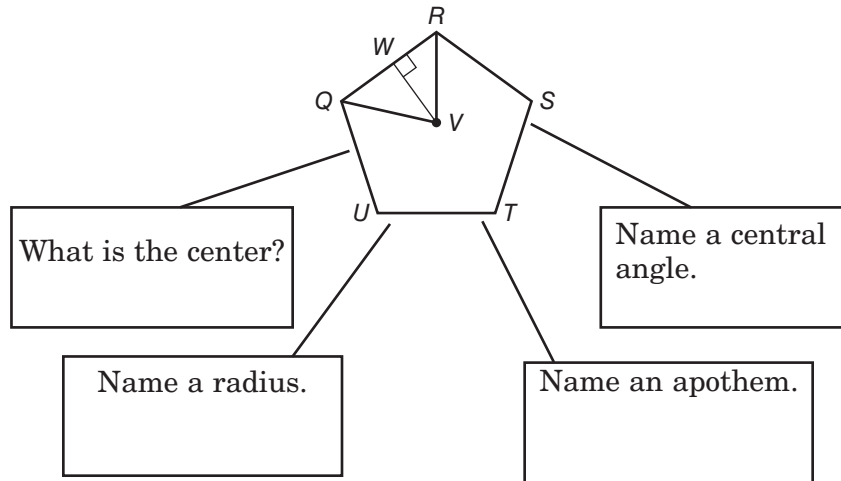 R
W
Q
S
V
U
T
What is the center?
Name a central
angle.
Name a radius.
Name an apothem.